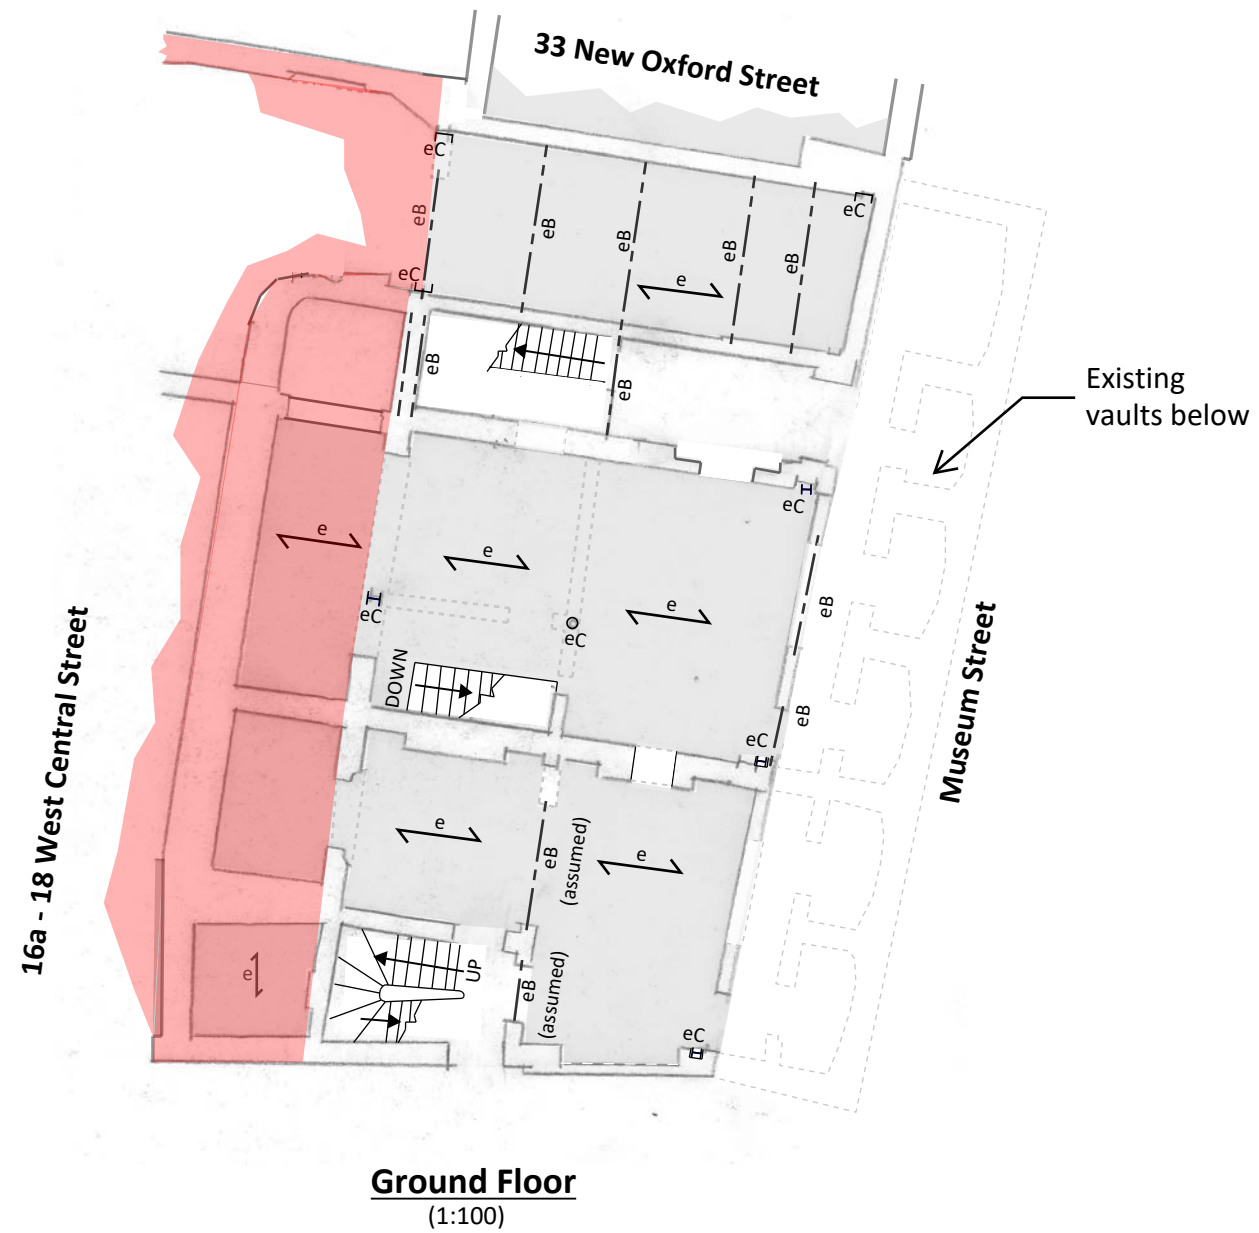 33 New Oxford Street
eC
eC
eB
eB
eB
eB
eB
e
eC
eB
eB
Existing
vaults below
eC
e
e
e
eB
eC
eC
DOWN
eB
eC
16a - 18 West Central Street
Museum Street
e
eB
(assumed)
e
e
UP
eB
(assumed)
eC
Ground Floor
(1:100)